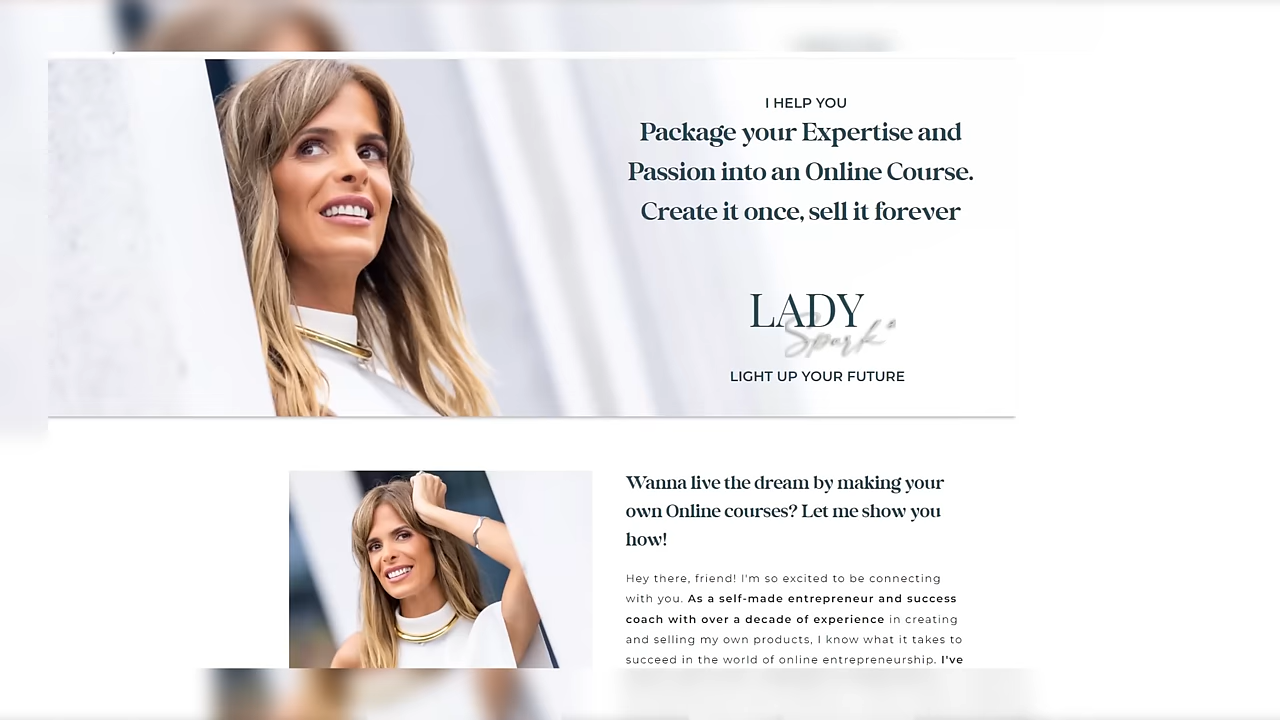 I HELP YOU
Package your Expertise and
Passion into an Online Course.
Create it once, sell it forever
LADY
Spark
LIGHT UP YOUR FUTURE
Wanna live the dream by making your
own Online courses? Let me show you
how!
Hey there, friend! I'm so excited to be connecting
with you. As a self-made entrepreneur and success
coach with over a decade of experience in creating
and selling my own products, I know what it takes to
succeed in the world of online entrepreneurship. I've